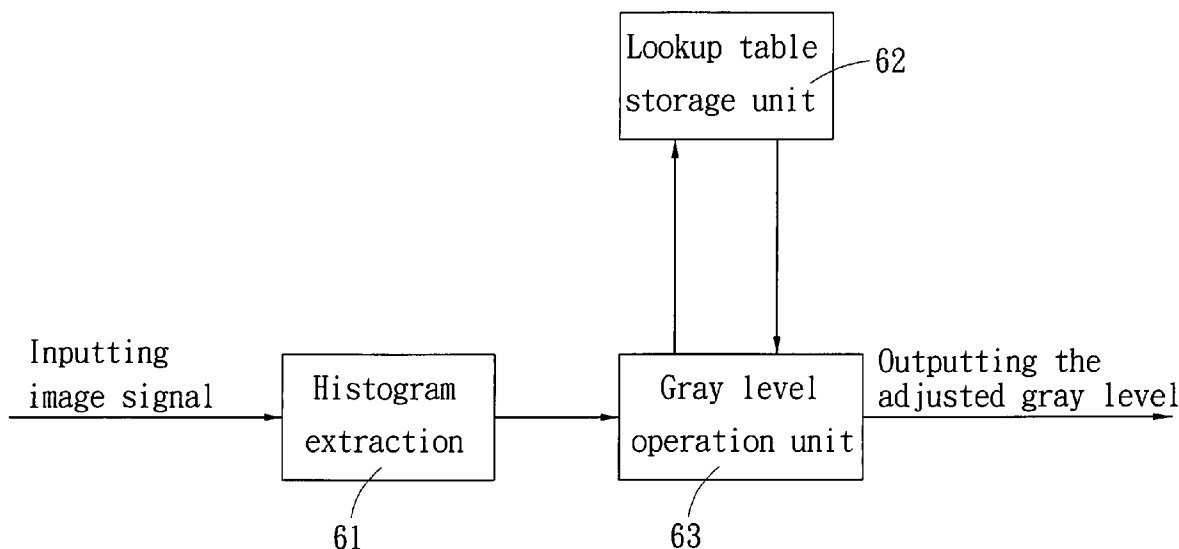 Lookup table
storage unit
62
Inputting
image signal
Histogram
extraction
61
Gray level
operation unit
63
Outputting the
adjusted gray level